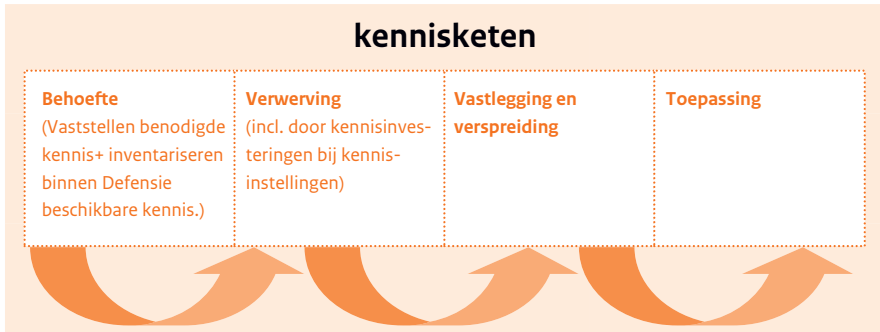 kennisketen
Behoefte
(Vaststellen benodigde
kennis+ inventariseren
binnen Defensie
beschikbare kennis.)
Verwerving
(incl. door kennisinves-
teringen bij kennis-
instellingen)
Vastlegging en
verspreiding
Toepassing